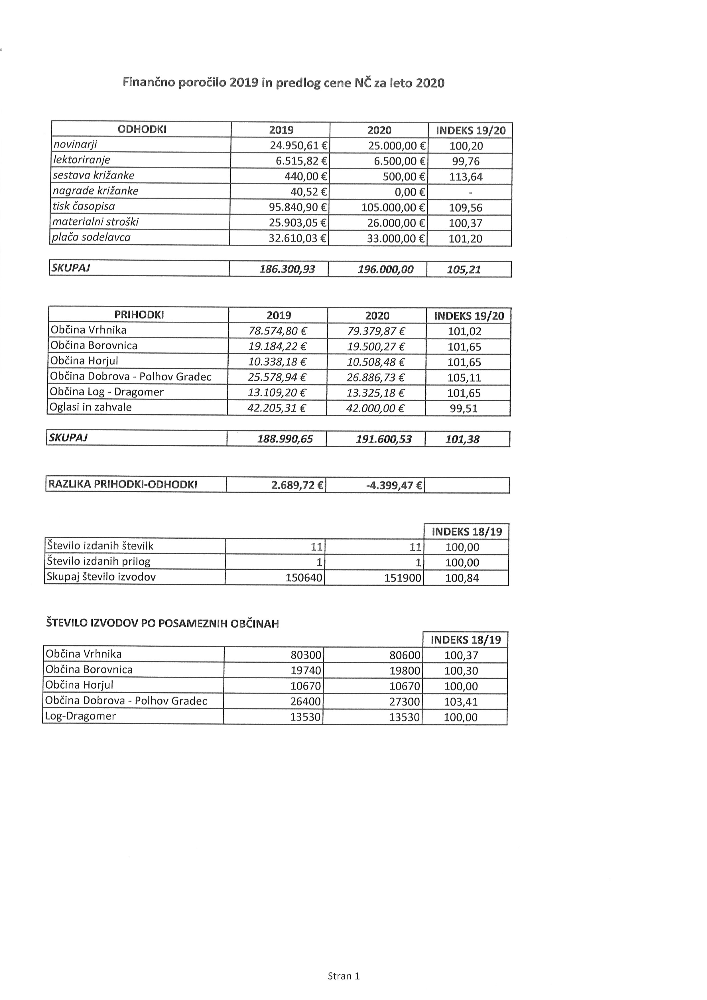 Finančno poročilo 2019 in predlog cene NČ za leto 2020
ODHODKI 2019 2020 INDEKS 19/20
novinarji 24.950,61 € 25.000,00 € 100,20
lektoriranje 6.515,82 € 6.500,00 € 99,76
sestava križanke 440,00 € 500,00 € 113,64
nagrade križanke 40,52 € 0,00 € -
tisk časopisa 95.840,90 € 105.000,00 € 109,56
materialni stroški 25.903,05 € 26.000,00 € 100,37
plača sodelavca 32.610,03 € 33.000,00 € 101,20
SKUPAJ 186.300,93 196.000,00 105,21
PRIHODKI 2019 2020 INDEKS 19/20
Občina Vrhnika 78.574,80 € 79.379,87 € 101,02
Občina Borovnica 19.184,22 € 19.500,27 € 101,65
Občina Horjul 10.338,18 € 10.508,48 € 101,65
Občina Dobrova - Polhov Gradec 25.578,94 € 26.886,73 € 105,11
Občina Log - Dragomer 13.109,20 € 13.325,18 € 101,65
Oglasi in zahvale 42.205,31 € 42.000,00 € 99,51
SKUPAJ 188.990,65 191.600,53 101,38
RAZLIKA PRIHODKI-ODHODKI 2.689,72 € -4.399,47 €
INDEKS 18/19
Število izdanih številk 11 11 100,00
Število izdanih prilog 1 1 100,00
Skupaj število izvodov 150640 151900 100,84
ŠTEVILO IZVODOV PO POSAMEZNIH OBČINAH
INDEKS 18/19
Občina Vrhnika 80300 80600 100,37
Občina Borovnica 19740 19800 100,30
Občina Horjul 10670 10670 100,00
Občina Dobrova - Polhov Gradec 26400 27300 103,41
Log-Dragomer 13530 13530 100,00
Stran 1